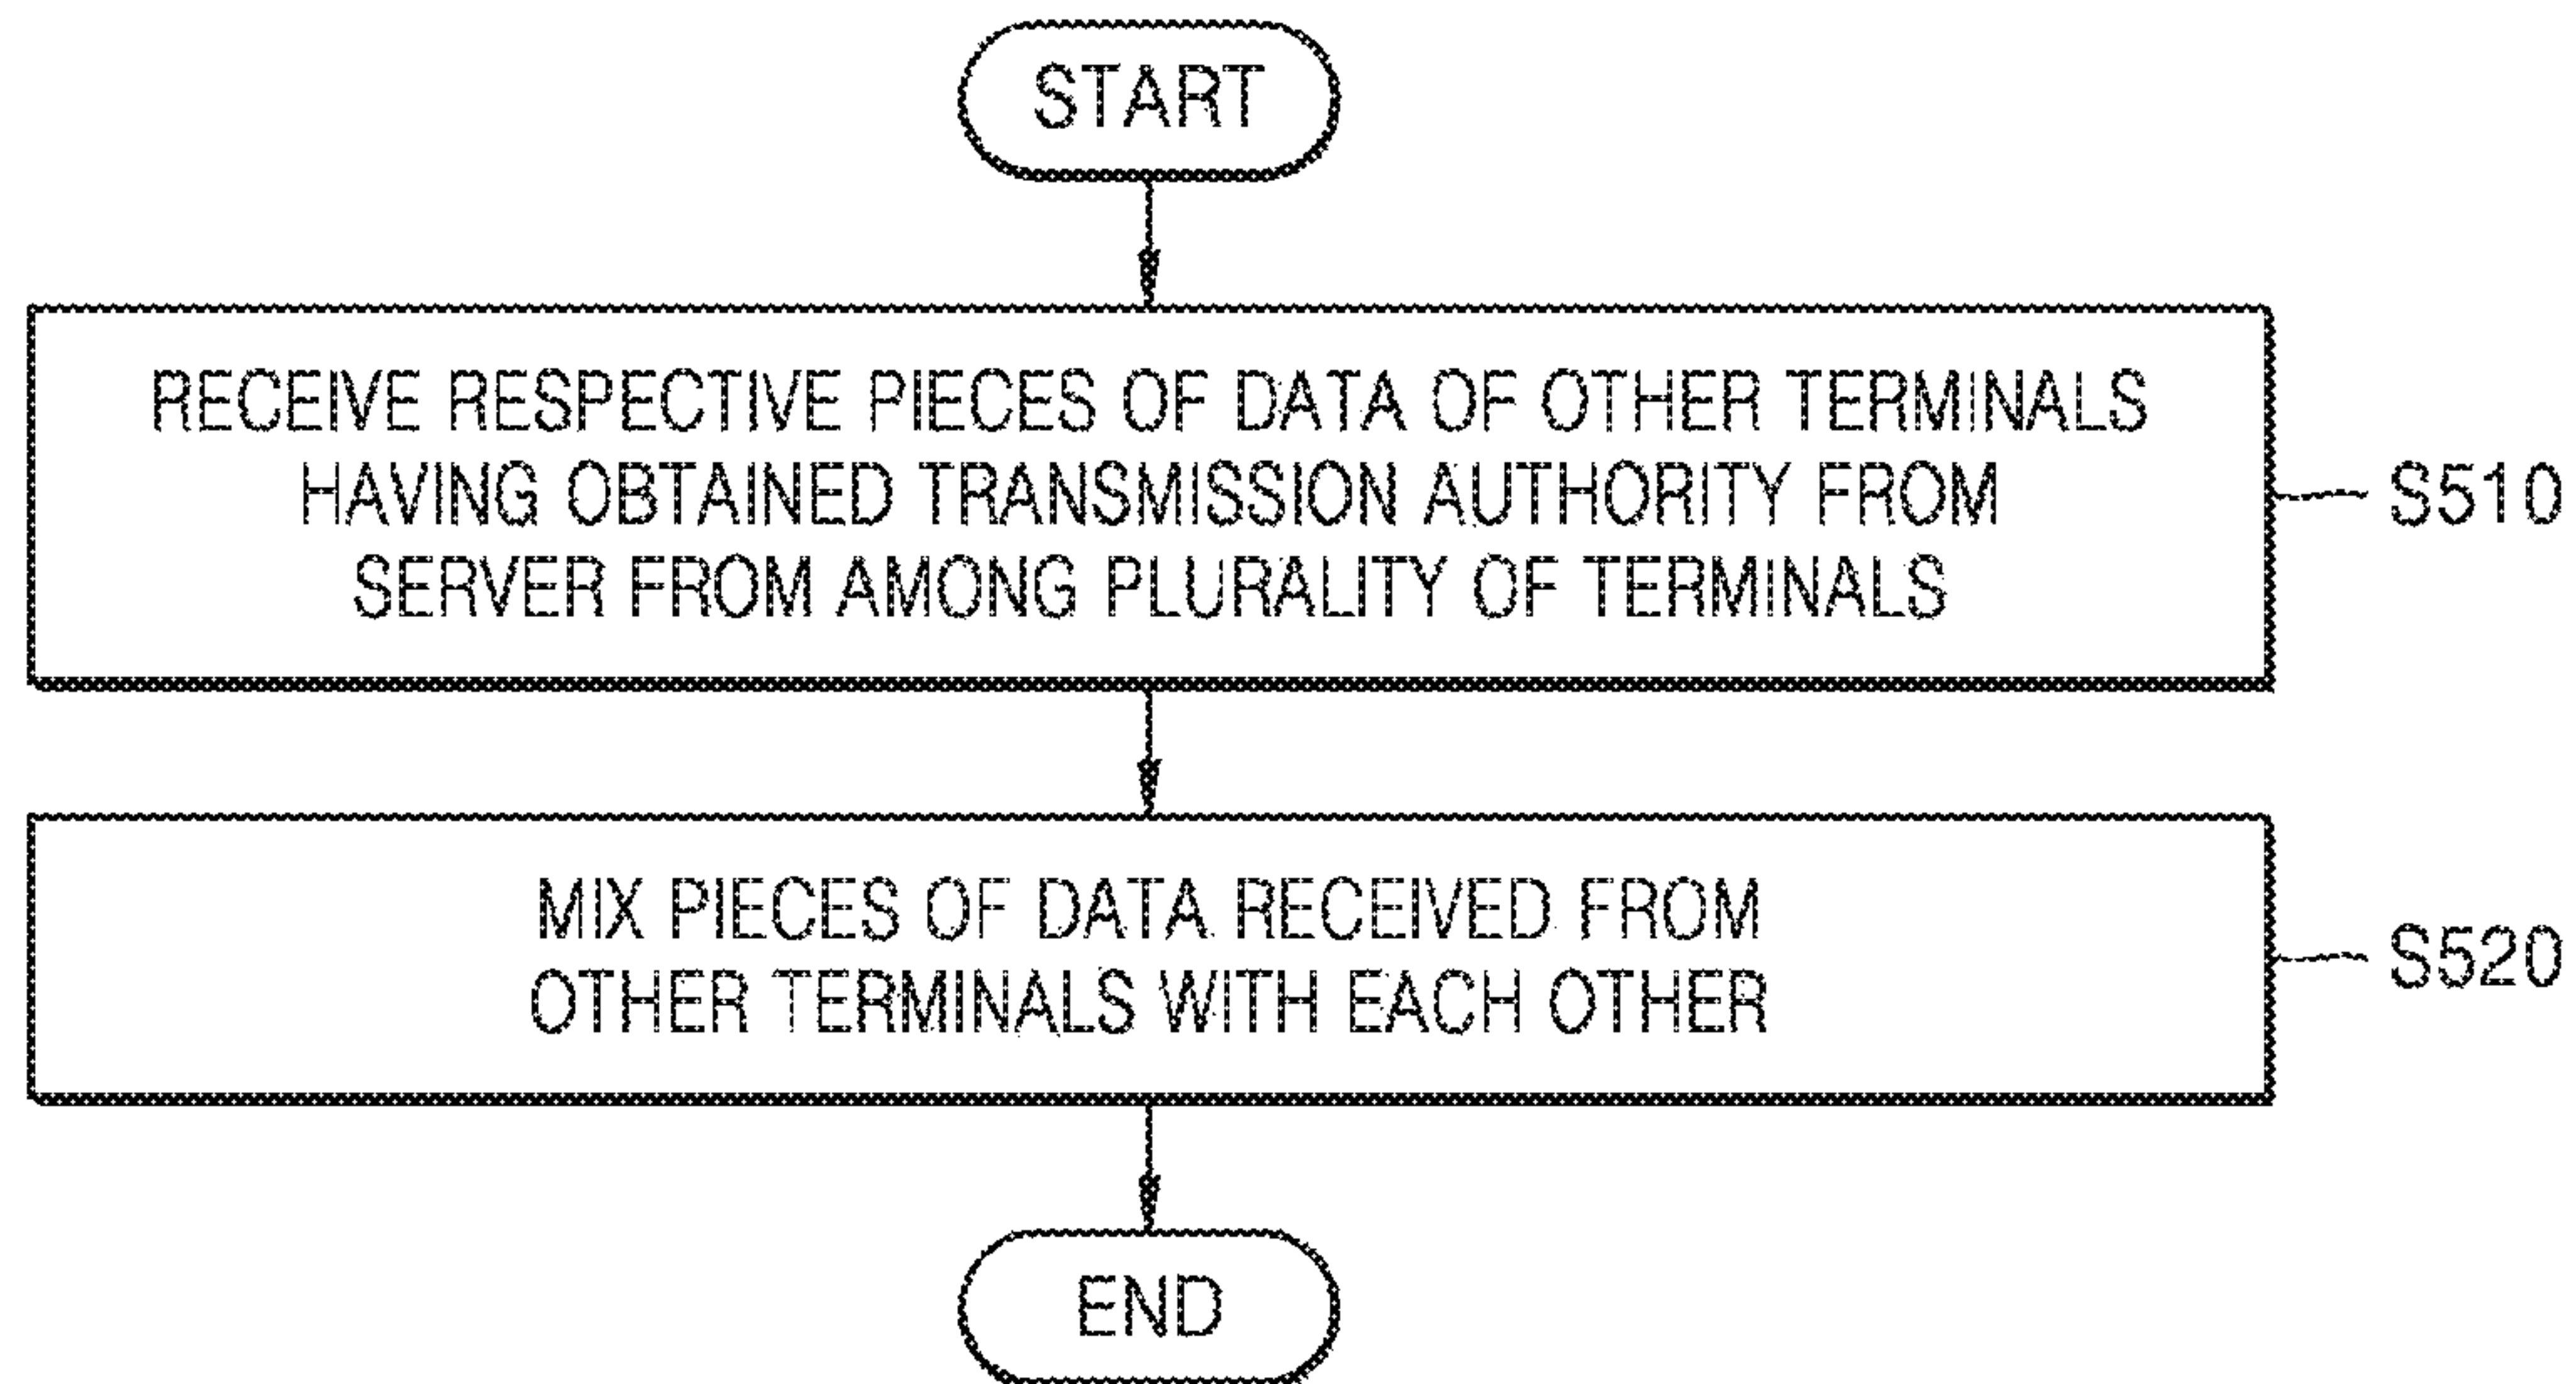 START
RECEIVE RESPECTIVE PIECES OF DATA OF OTHER TERMINALS
HAVING OBTAINED TRANSMISSION AUTHORITY FROM
SERVER FROM AMONG PLURALITY OF TERMINALS
S510
MIX PIECES OF DATA RECEIVED FROM
OTHER TERMINALS WITH EACH OTHER
S520
END